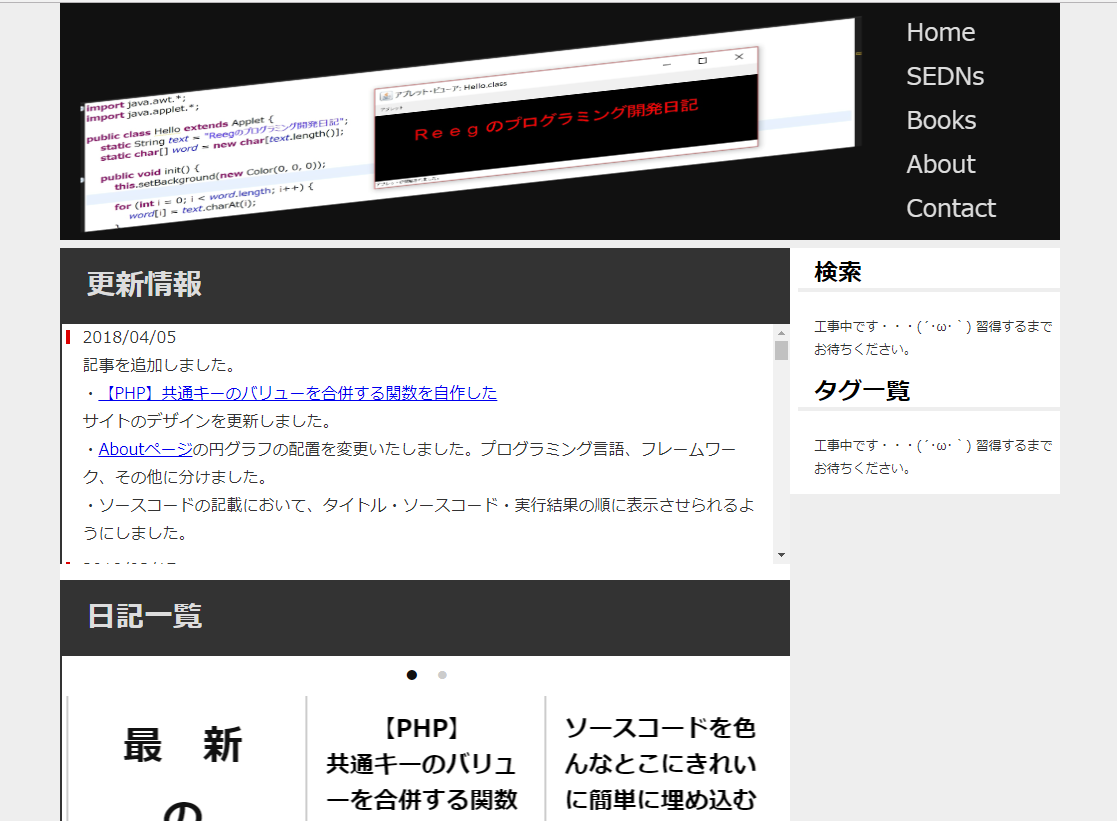 import java.awt.*;
import java.applet.*;
public class Hello extends Applet {
static String text = "Reegのプログラミング開発日記";
static char[] word = new char[text.length()];
public void init() {
this.setBackground(new Color(0, 0, 0));
for (int i = 0; i < word.length; i++) {
word[i] = text.charAt(i);
}
アプレット・ビューア: Hello.class
アプレット
Ｒｅｅｇのプログラミング開発日記
Home
SEDNs
Books
About
Contact
更新情報
2018/04/05
記事を追加しました。
・【PHP】共通キーのバリューを合併する関数を自作した
サイトのデザインを更新しました。
・Aboutページの円グラフの配置を変更いたしました。プログラミング言語、フレームワー
ク、その他に分けました。
・ソースコードの記載において、タイトル・ソースコード・実行結果の順に表示させられるよ
うにしました。
検索
工事中です・・・(´･ω･｀) 習得するまで
お待ちください。
タグ一覧
工事中です・・・(´･ω･｀) 習得するまで
お待ちください。
日記一覧
最　新
の
【PHP】
共通キーのバリュ
ーを合併する関数
ソースコードを色
んなとこにきれい
に簡単に埋め込む